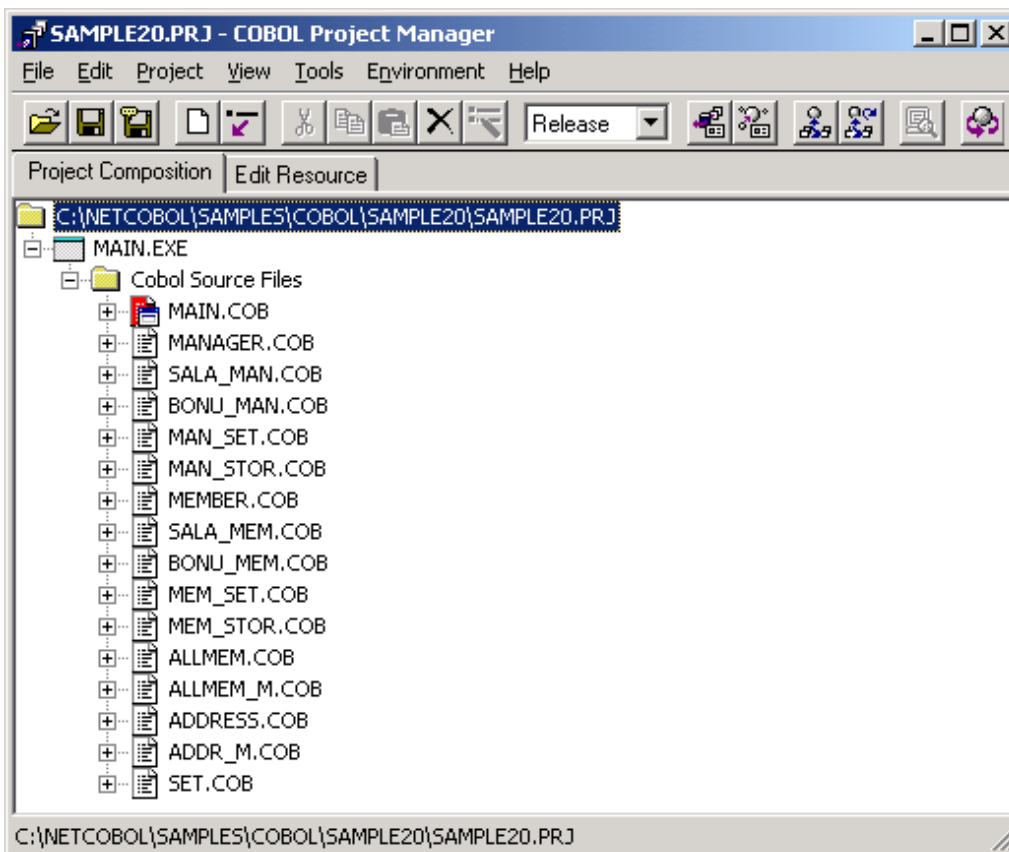 SAMPLE20.PRJ - COBOL Project Manager
File Edit Project View Tools Environment Help
Release
Project Composition Edit Resource
C:\NETCOBOL\SAMPLES\COBOL\SAMPLE20\SAMPLE20.PRJ
MAIN.EXE
Cobol Source Files
MAIN.COB
MANAGER.COB
SALA_MAN.COB
BONU_MAN.COB
MAN_SET.COB
MAN_STOR.COB
MEMBER.COB
SALA_MEM.COB
BONU_MEM.COB
MEM_SET.COB
MEM_STOR.COB
ALLMEM.COB
ALLMEM_M.COB
ADDRESS.COB
ADDR_M.COB
SET.COB
C:\NETCOBOL\SAMPLES\COBOL\SAMPLE20\SAMPLE20.PRJ